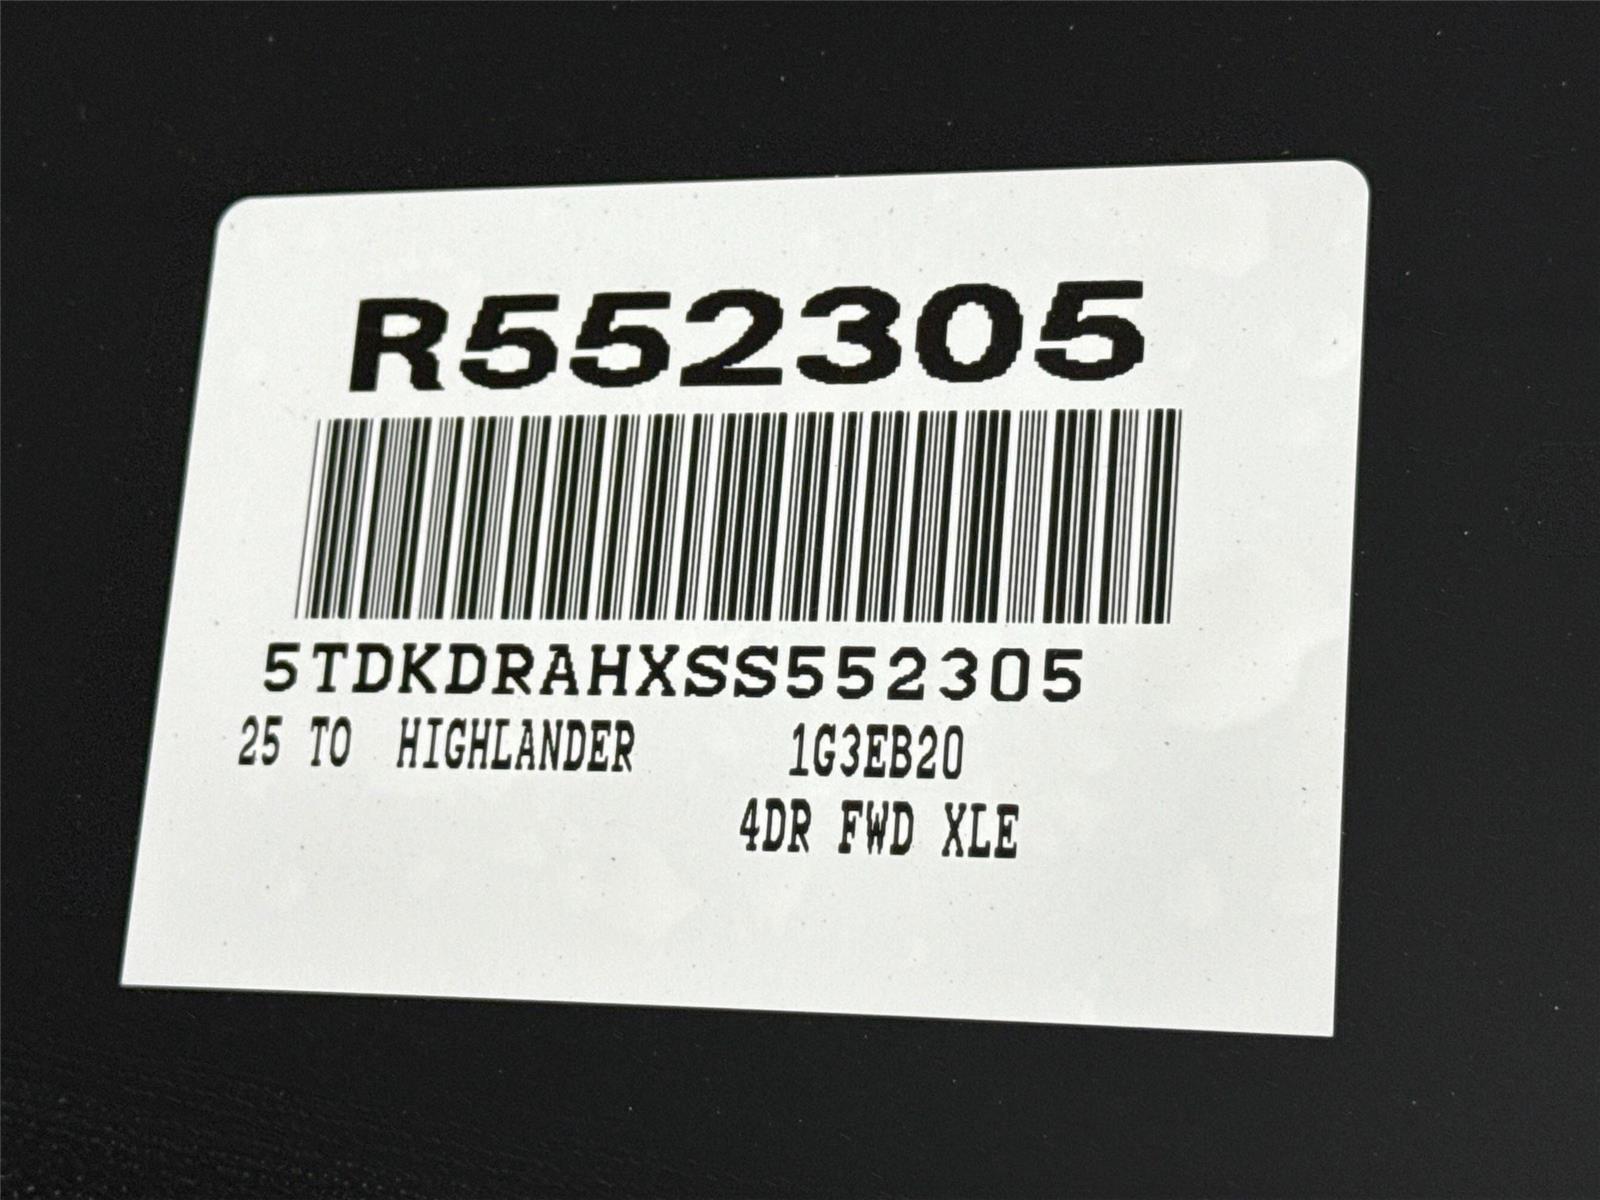 R552305
5TDKDRAHXSS552305
25 TO HIGHLANDER 1G3EB20
4DR FWD XLE